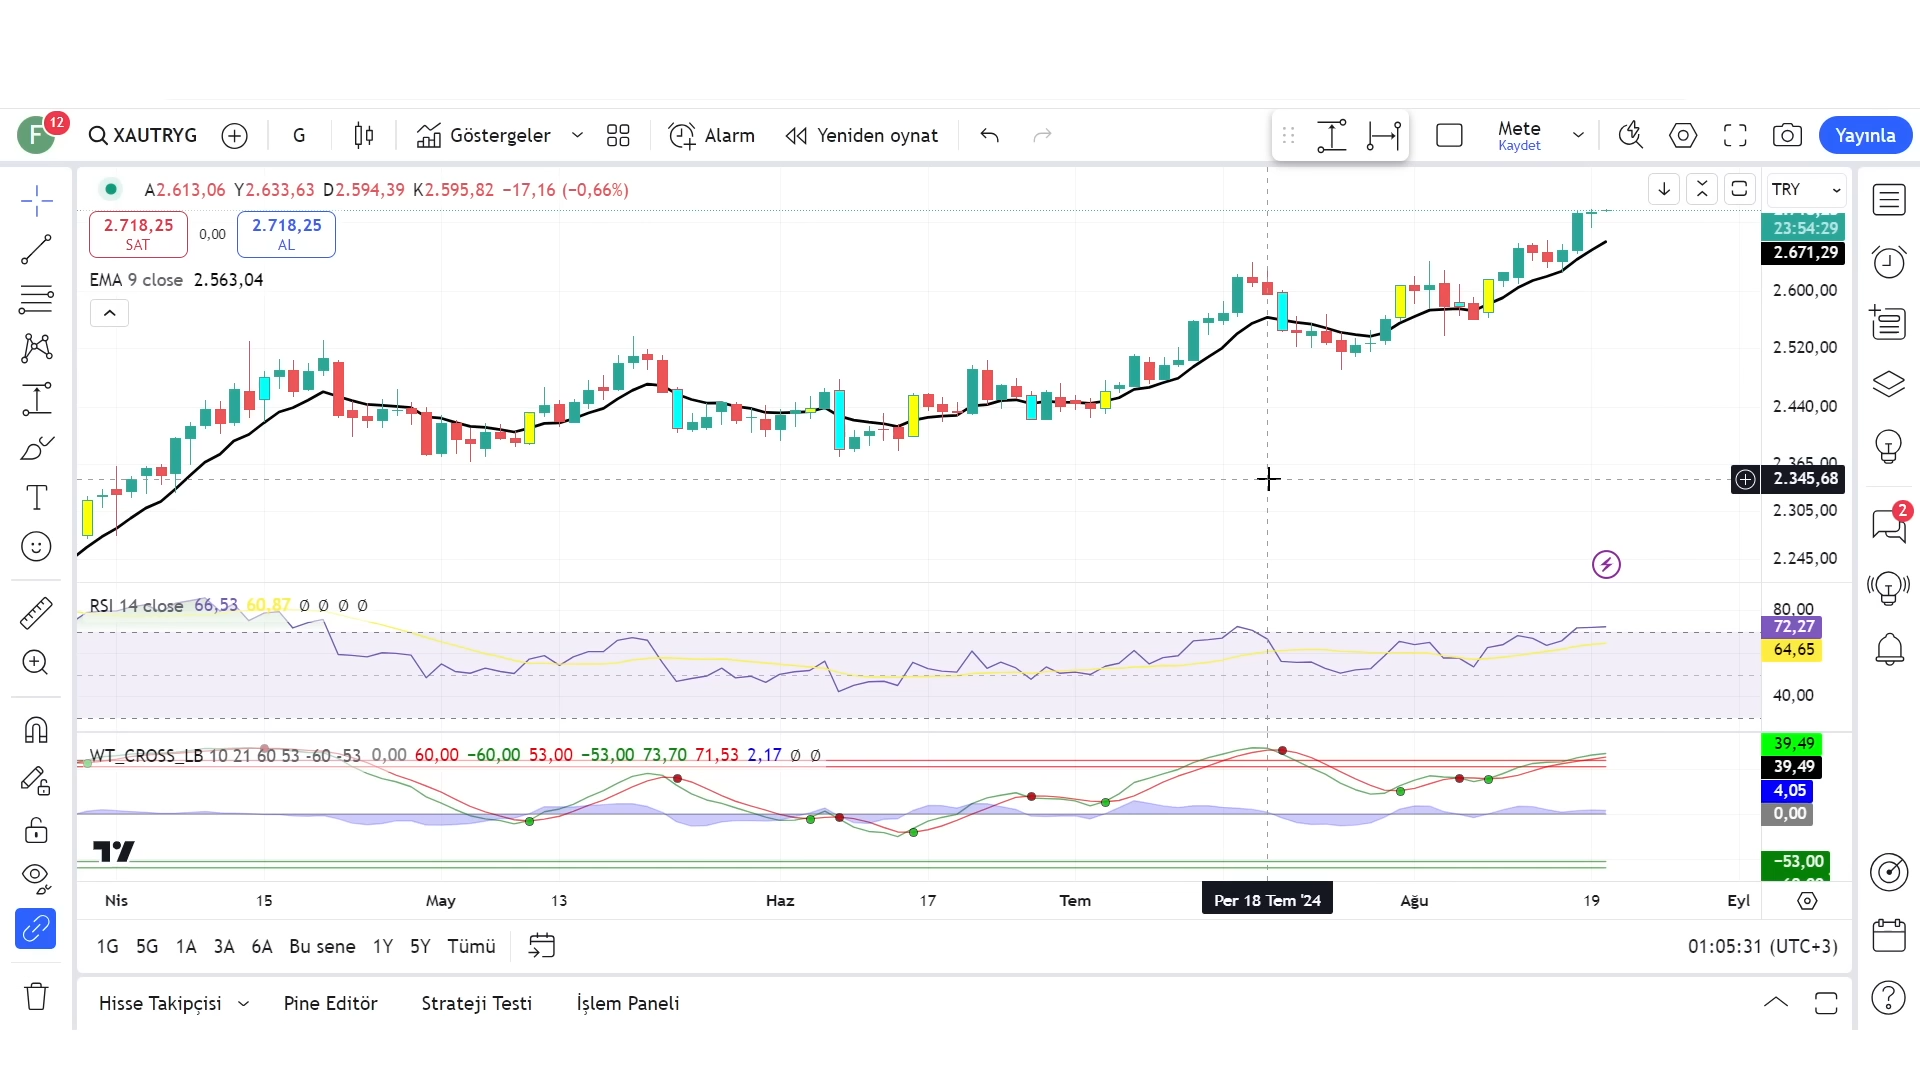 F 12 XAUTRYG G Göstergeler Alarm Yeniden oynat Mete Yayınla
Kaydet
A2.613,06 Y2.633,63 D2.594,39 K2.595,82 −17,16 (−0,66%) TRY
2.718,25 0,00 2.718,25
SAT AL
23:54:29
2.671,29
EMA 9 close 2.563,04
2.600,00
2.520,00
2.440,00
2.365,00
2.345,68
2.305,00
2.245,00
2
RSI 14 close 66,53 60,87 Ø Ø Ø Ø
80,00
72,27
64,65
40,00
WT_CROSS_LB 10 21 60 53 -60 -53 0,00 60,00 −60,00 53,00 −53,00 73,70 71,53 2,17 Ø Ø
39,49
39,49
4,05
0,00
−53,00
Nis 15 May 13 Haz 17 Tem Per 18 Tem '24 Ağu 19 Eyl
1G 5G 1A 3A 6A Bu sene 1Y 5Y Tümü 01:05:31 (UTC+3)
Hisse Takipçisi Pine Editör Strateji Testi İşlem Paneli